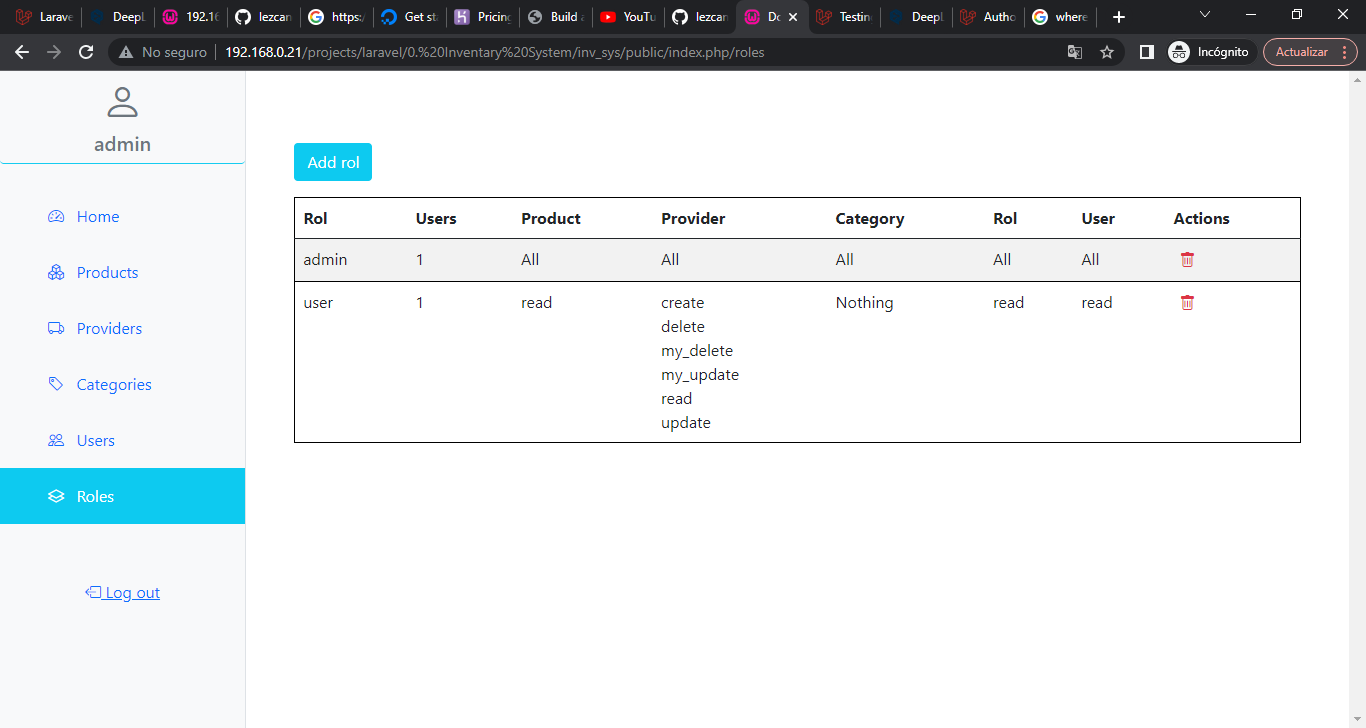 Larave
DeepL
192.16
lezcan
https:/
Get sta
Pricing
Build a
YouTu
lezcan
Do
Testin
DeepL
Autho
where
No seguro
192.168.0.21/projects/laravel/0.%20Inventary%20System/inv_sys/public/index.php/roles
Incógnito
Actualizar
admin
Home
Products
Providers
Categories
Users
Roles
Log out
Add rol
Rol Users Product Provider Category Rol User Actions
admin 1 All All All All All
user 1 read create Nothing read read
delete
my_delete
my_update
read
update